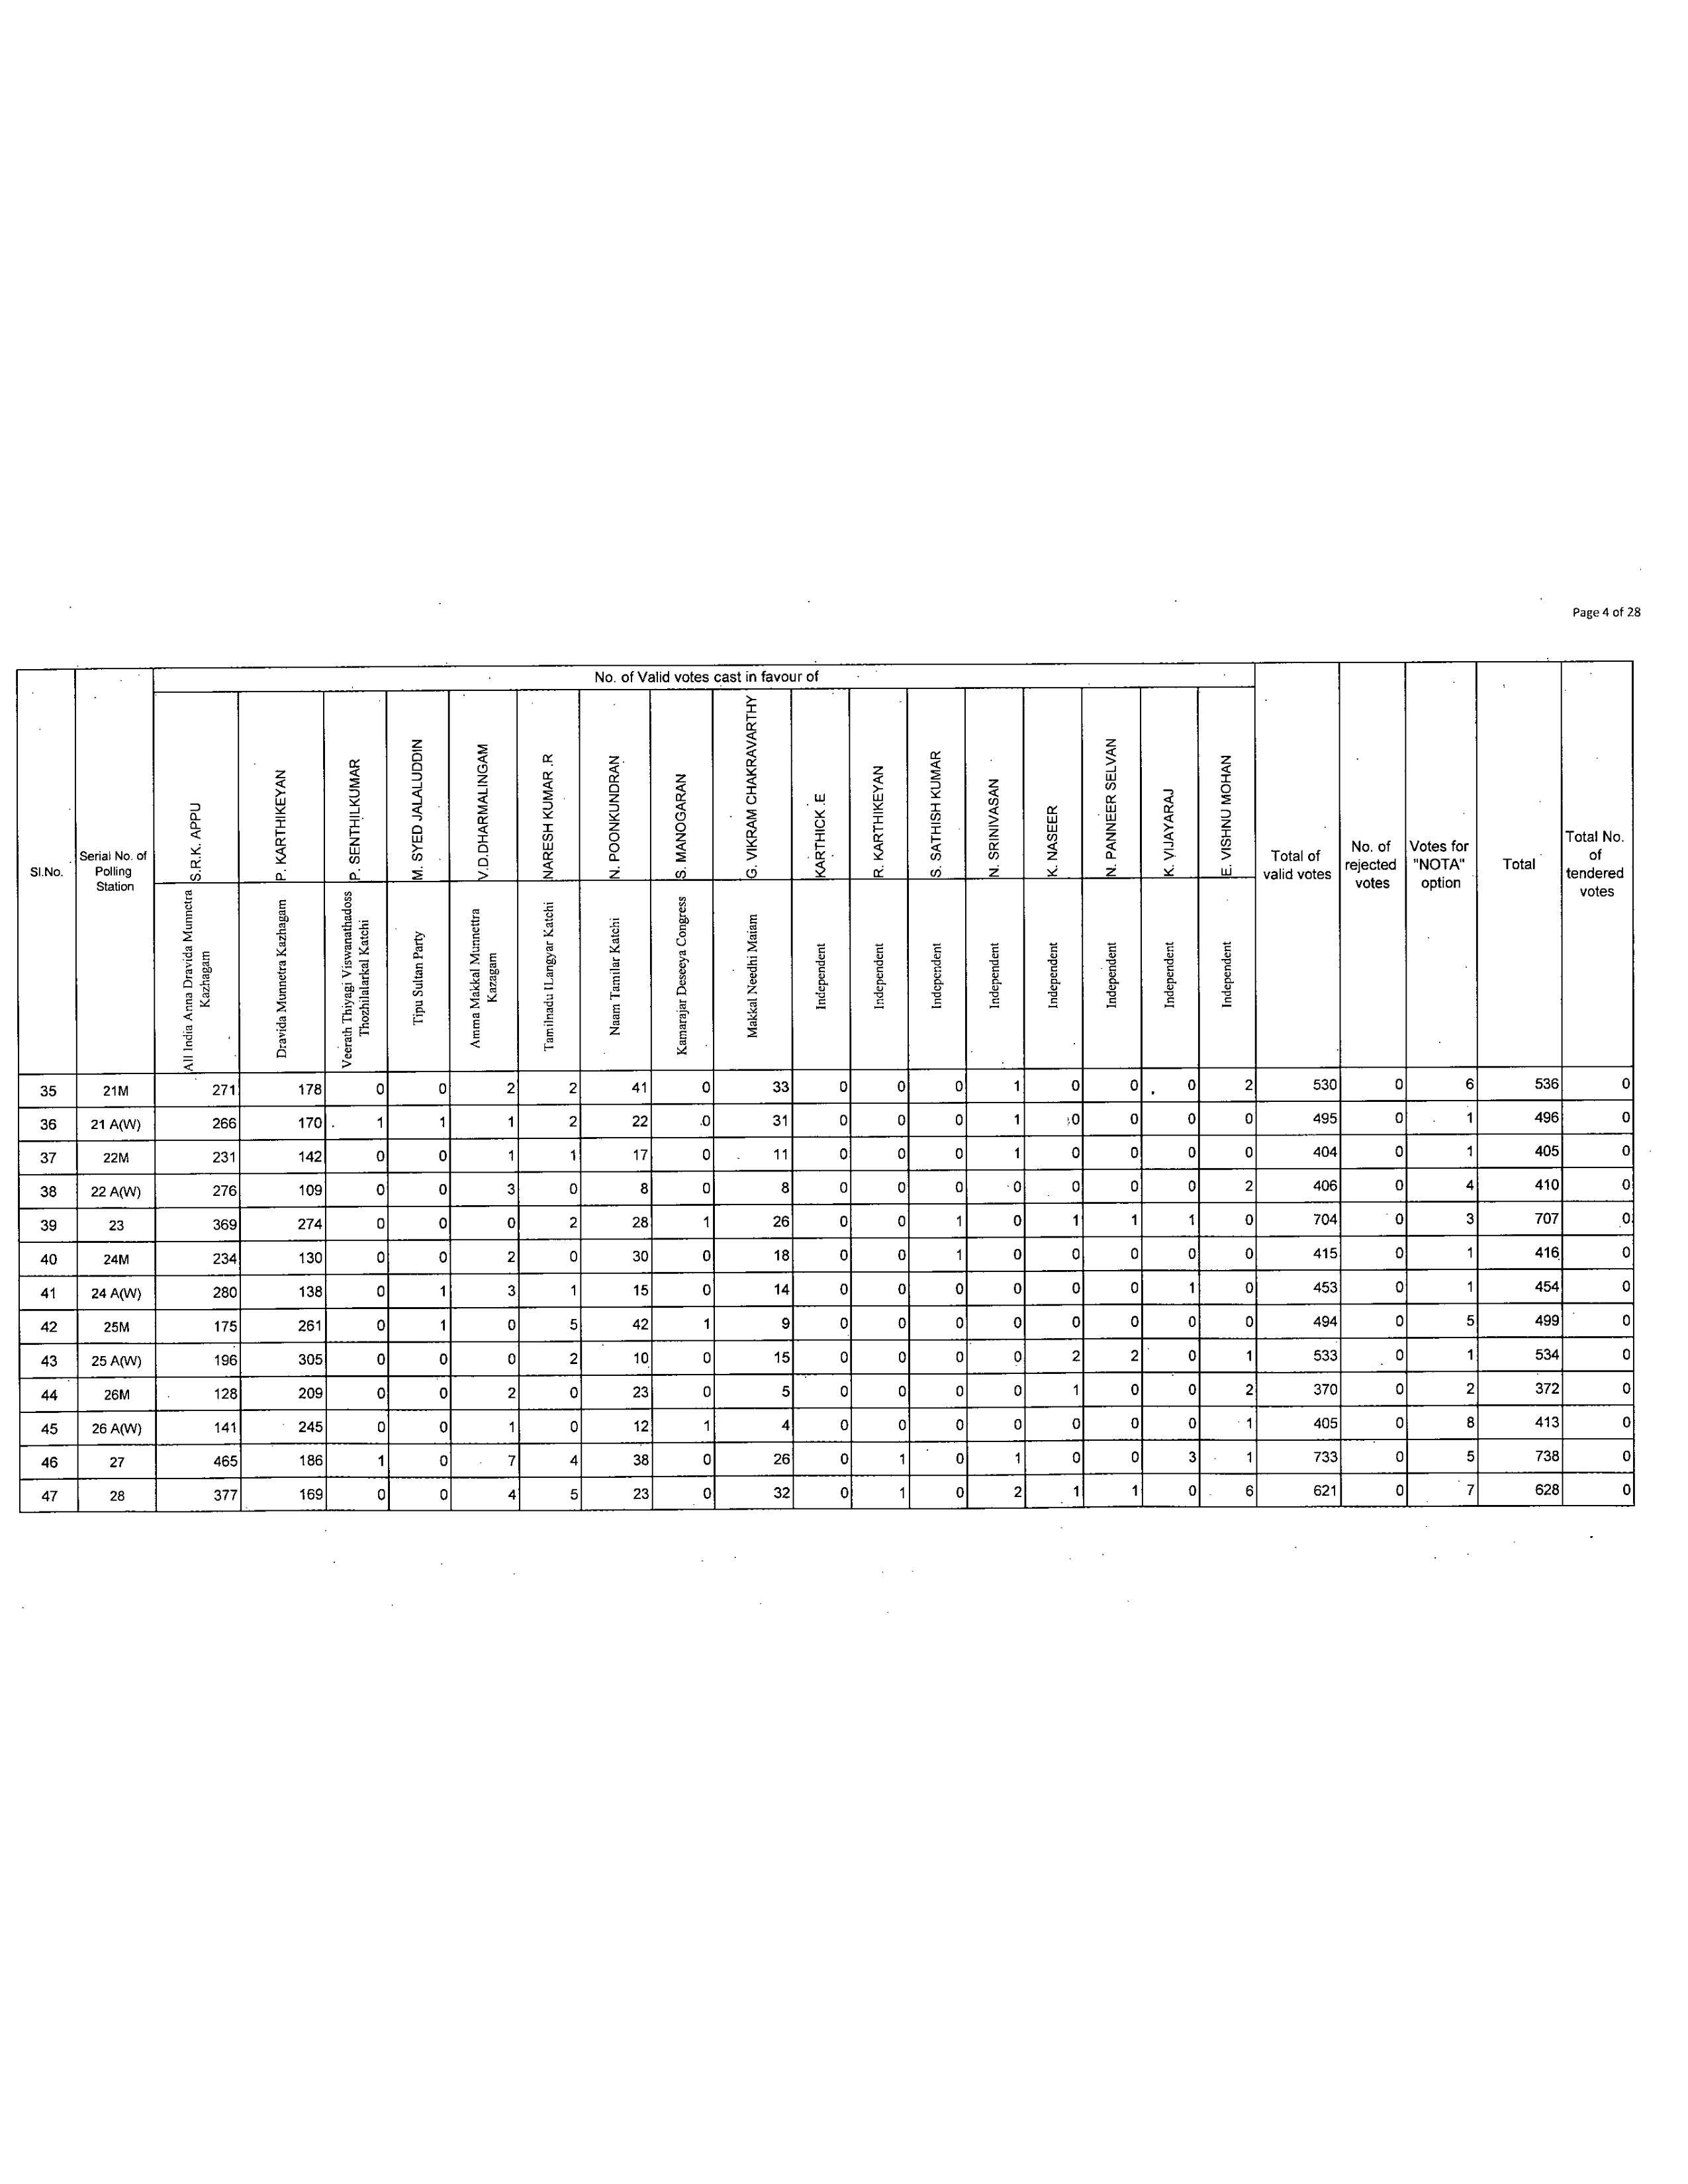 Page 4 of 28
No. of Valid votes cast in favour of
Sl.No.
Serial No. of
Polling
Station
S.R.K. APPU
P. KARTHIKEYAN
P. SENTHILKUMAR
M. SYED JALALUDDIN
V.D.DHARMALINGAM
NARESH KUMAR .R
N. POONKUNDRAN
S. MANOGARAN
G. VIKRAM CHAKRAVARTHY
KARTHICK .E
R. KARTHIKEYAN
S. SATHISH KUMAR
N. SRINIVASAN
K. NASEER
N. PANNEER SELVAN
K. VIJAYARAJ
E. VISHNU MOHAN
Total of
valid votes
No. of
rejected
votes
Votes for
"NOTA"
option
Total
Total No.
of
tendered
votes
All India Anna Dravida Munnetra
Kazhagam
Dravida Munnetra Kazhagam
Veerath Thiyagi Viswanathadoss
Thozhilalarkal Katchi
Tipu Sultan Party
Amma Makkal Munnettra
Kazagam
Tamilnadu ILangyar Katchi
Naam Tamilar Katchi
Kamarajar Deseeya Congress
Makkal Needhi Maiam
Independent
Independent
Independent
Independent
Independent
Independent
Independent
Independent
35 21M 271 178 0 0 2 2 41 0 33 0 0 0 1 0 0 0 2 530 0 6 536 0
36 21 A(W) 266 170 1 1 1 2 22 0 31 0 0 0 1 0 0 0 0 495 0 1 496 0
37 22M 231 142 0 0 1 1 17 0 11 0 0 0 1 0 0 0 0 404 0 1 405 0
38 22 A(W) 276 109 0 0 3 0 8 0 8 0 0 0 0 0 0 0 2 406 0 4 410 0
39 23 369 274 0 0 0 2 28 1 26 0 0 1 0 1 1 1 0 704 0 3 707 0
40 24M 234 130 0 0 2 0 30 0 18 0 0 1 0 0 0 0 0 415 0 1 416 0
41 24 A(W) 280 138 0 1 3 1 15 0 14 0 0 0 0 0 0 1 0 453 0 1 454 0
42 25M 175 261 0 1 0 5 42 1 9 0 0 0 0 0 0 0 0 494 0 5 499 0
43 25 A(W) 196 305 0 0 0 2 10 0 15 0 0 0 0 2 2 0 1 533 0 1 534 0
44 26M 128 209 0 0 2 0 23 0 5 0 0 0 0 1 0 0 2 370 0 2 372 0
45 26 A(W) 141 245 0 0 1 0 12 1 4 0 0 0 0 0 0 0 1 405 0 8 413 0
46 27 465 186 1 0 7 4 38 0 26 0 1 0 1 0 0 3 1 733 0 5 738 0
47 28 377 169 0 0 4 5 23 0 32 0 1 0 2 1 1 0 6 621 0 7 628 0